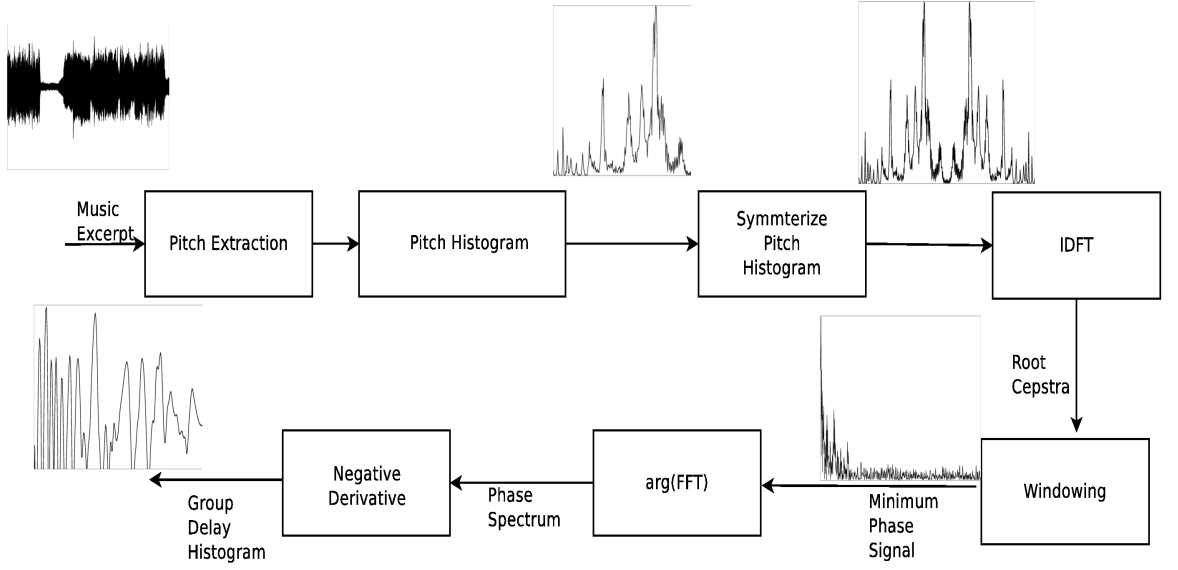 Music
Excerpt
Pitch Extraction
Pitch Histogram
Symmterize
Pitch
Histogram
IDFT
Root
Cepstra
Windowing
Minimum
Phase
Signal
arg(FFT)
Phase
Spectrum
Negative
Derivative
Group
Delay
Histogram